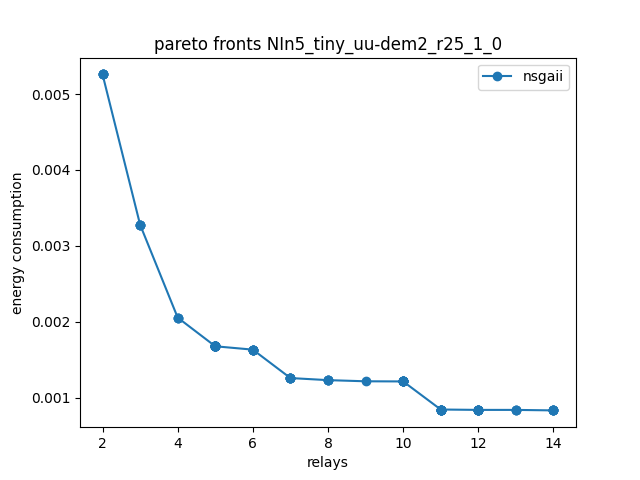 pareto fronts NIn5_tiny_uu-dem2_r25_1_0
nsgaii
energy consumption
0.005
0.004
0.003
0.002
0.001
2 4 6 8 10 12 14
relays